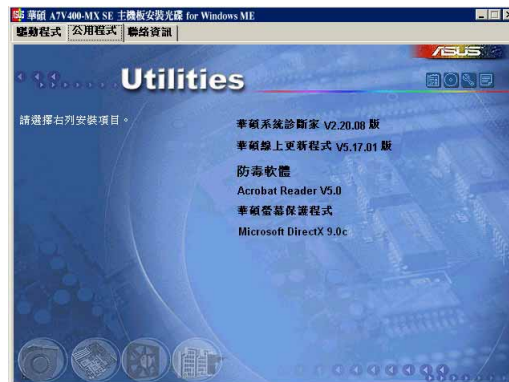 華碩 A7V400-MX SE 主機板安裝光碟 for Windows ME
驅動程式 公用程式 聯絡資訊
ASUS
Utilities
請選擇右列安裝項目。
華碩系統診斷家 V2.20.08 版
華碩線上更新程式 V5.17.01 版
防毒軟體
Acrobat Reader V5.0
華碩螢幕保護程式
Microsoft DirectX 9.0c